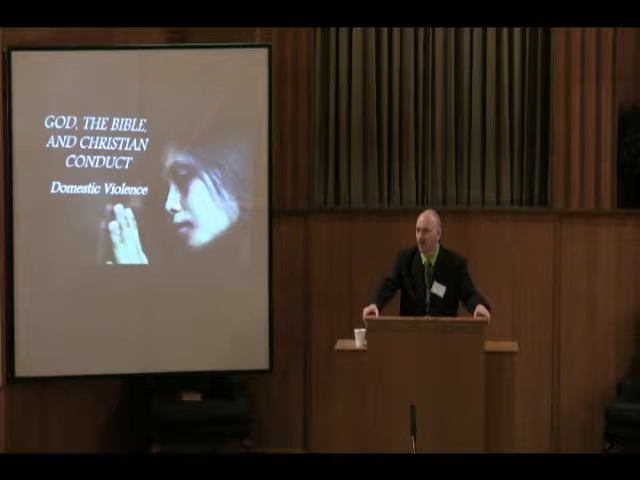 GOD, THE BIBLE,
AND CHRISTIAN
CONDUCT
Domestic Violence